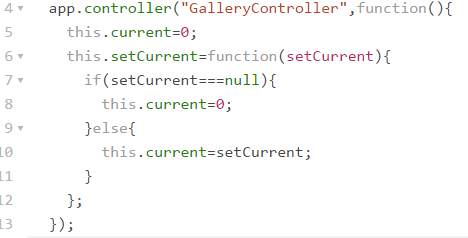 4 app.controller("GalleryController",function(){
5 this.current=0;
6 this.setCurrent=function(setCurrent){
7 if(setCurrent===null){
8 this.current=0;
9 }else{
10 this.current=setCurrent;
11 }
12 };
13 });